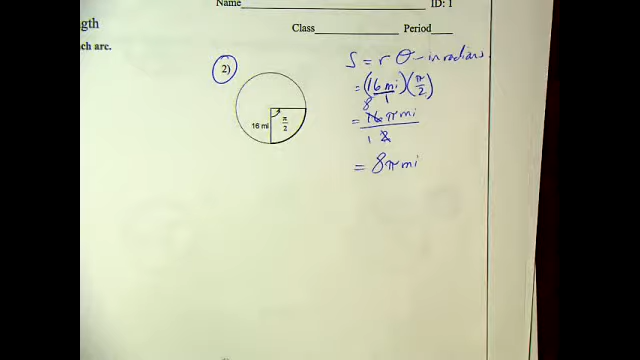 Name ID: 1
ngth
Class Period
ch arc.
2)
S = r θ - in radians
= (16 mi/1)(π/2)
8
= 16 π mi
1 2
= 8π mi
16 mi
π/2